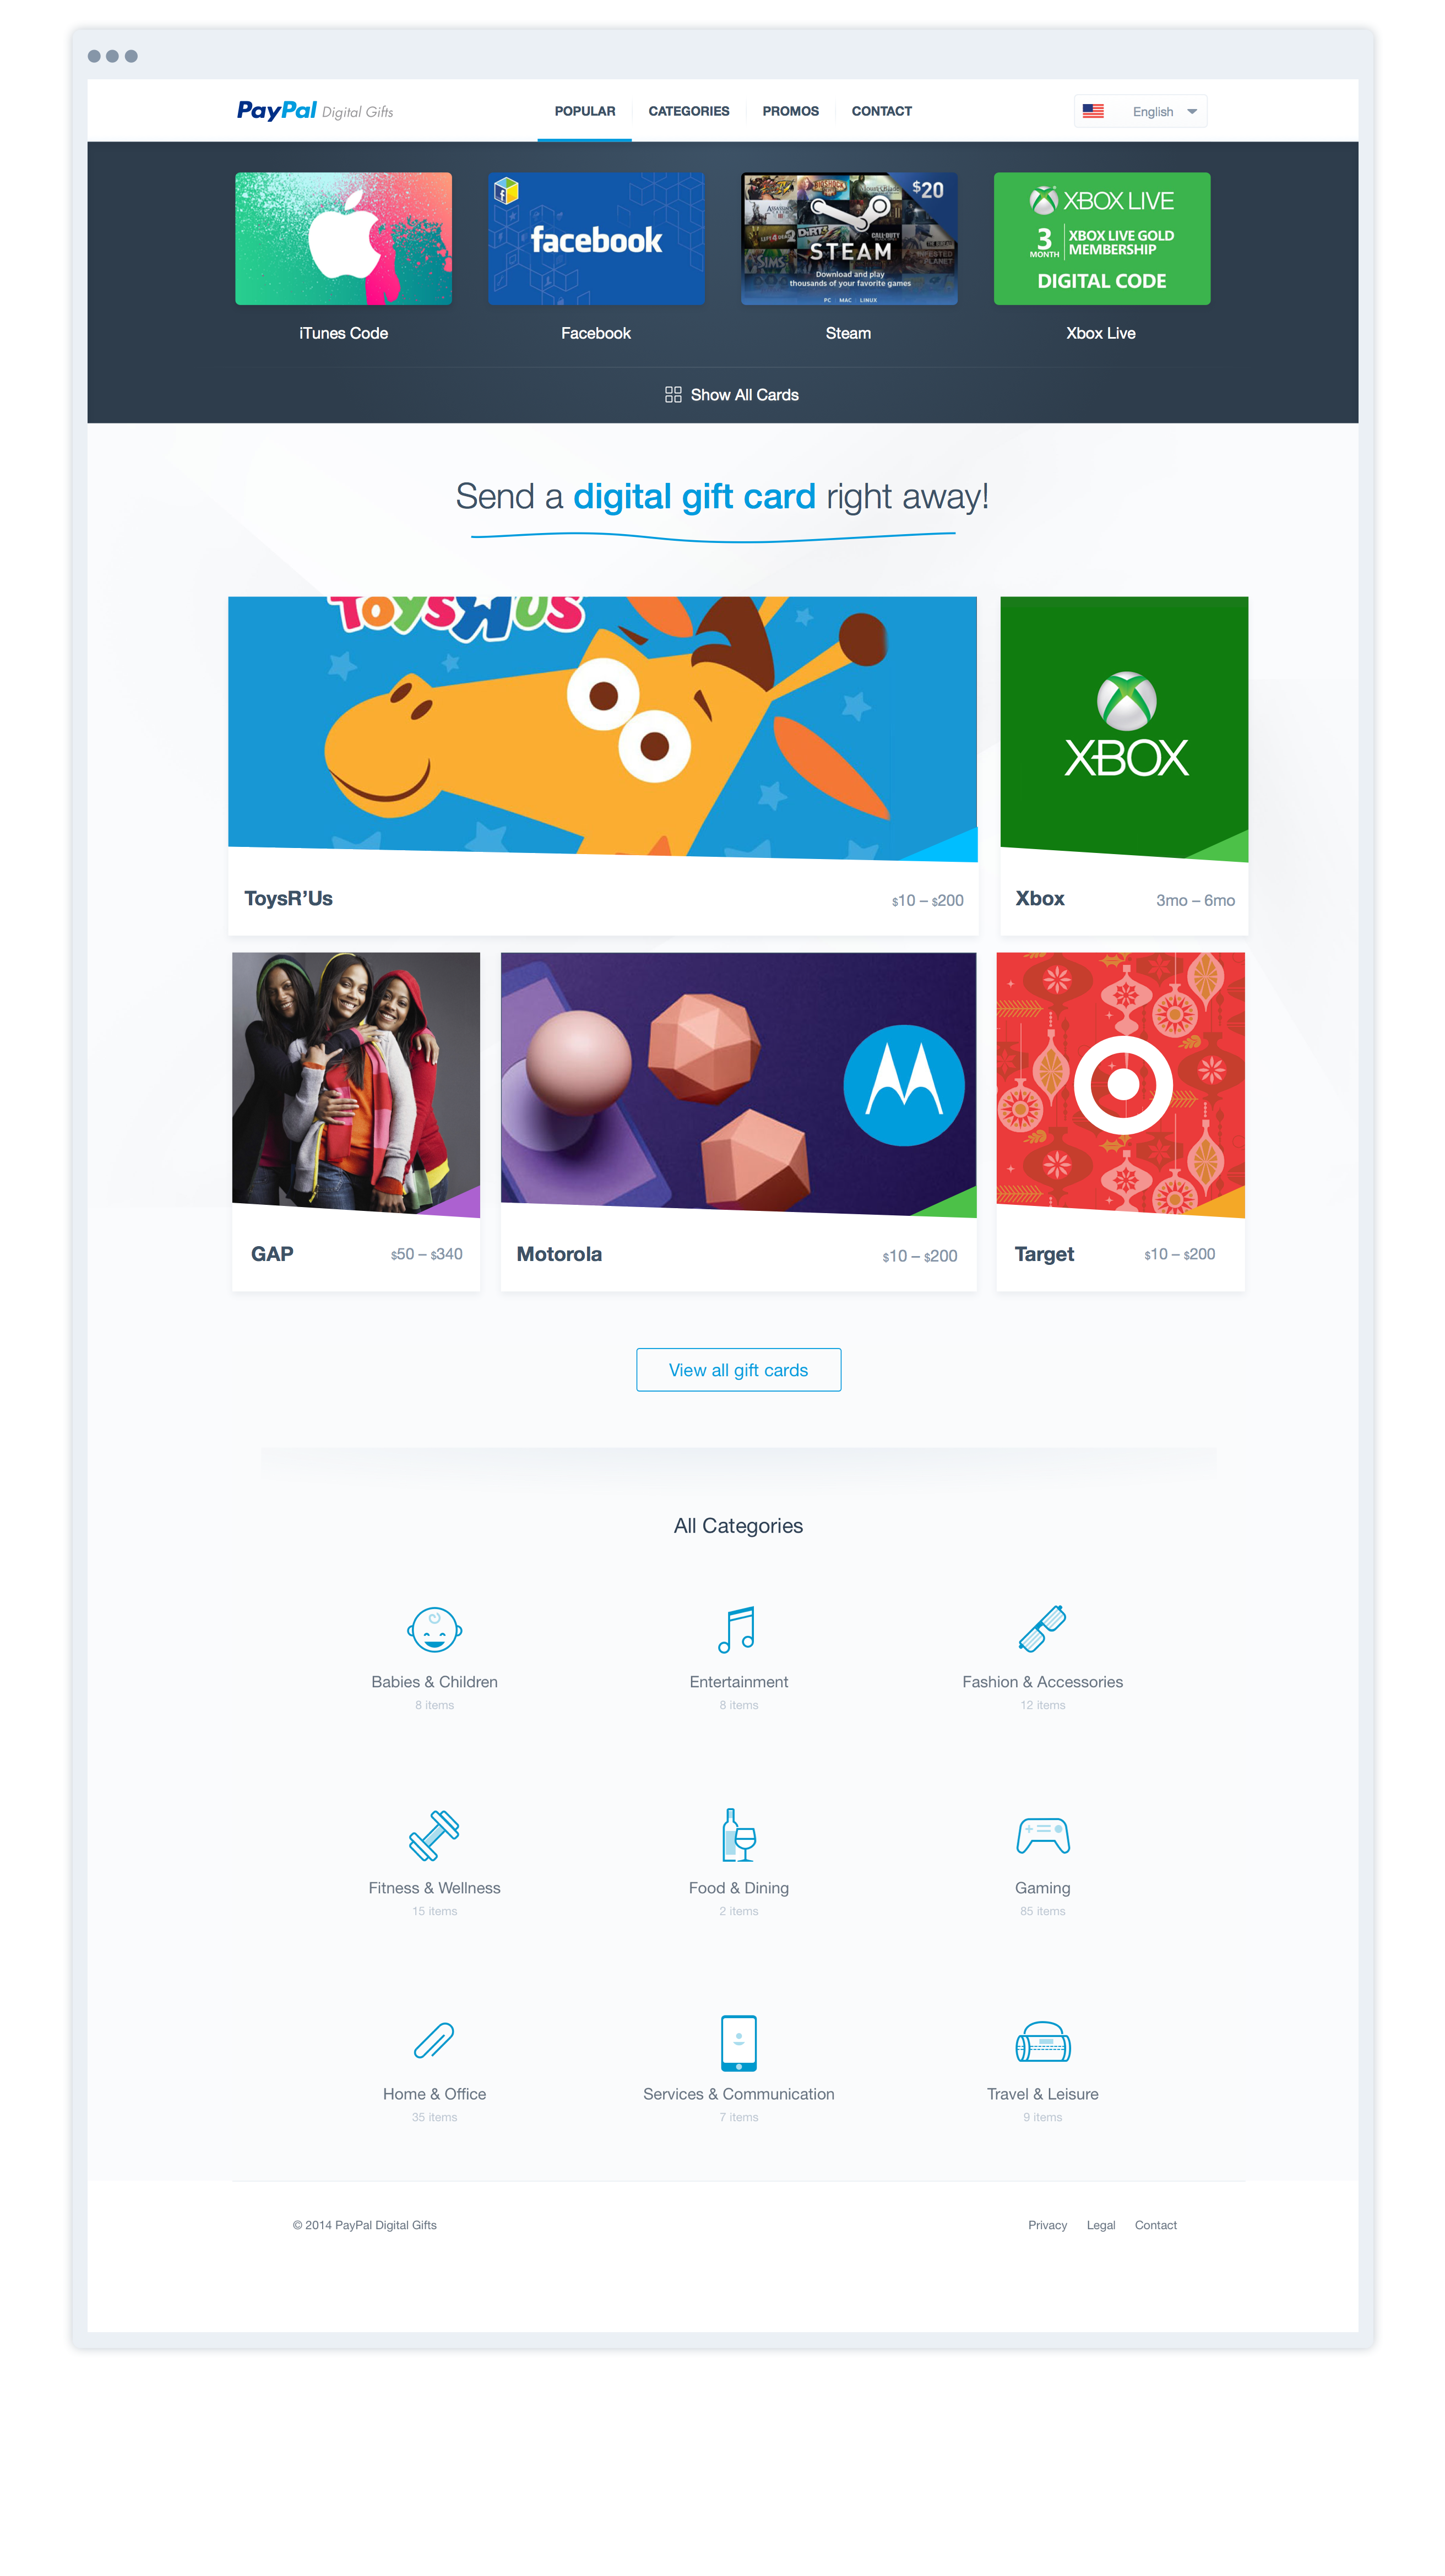 PayPal Digital Gifts
POPULAR
CATEGORIES
PROMOS
CONTACT
English
f
facebook
$20
STEAM
Download and play
thousands of your favorite games
PC | MAC | LINUX
XBOX LIVE
3 MONTH
XBOX LIVE GOLD
MEMBERSHIP
DIGITAL CODE
iTunes Code
Facebook
Steam
Xbox Live
Show All Cards
Send a digital gift card right away!
ToysЯUs
XBOX
ToysR’Us
$10 – $200
Xbox
3mo – 6mo
GAP
$50 – $340
Motorola
$10 – $200
Target
$10 – $200
View all gift cards
All Categories
Babies & Children
8 items
Entertainment
8 items
Fashion & Accessories
12 items
Fitness & Wellness
15 items
Food & Dining
2 items
Gaming
85 items
Home & Office
35 items
Services & Communication
7 items
Travel & Leisure
9 items
© 2014 PayPal Digital Gifts
Privacy
Legal
Contact